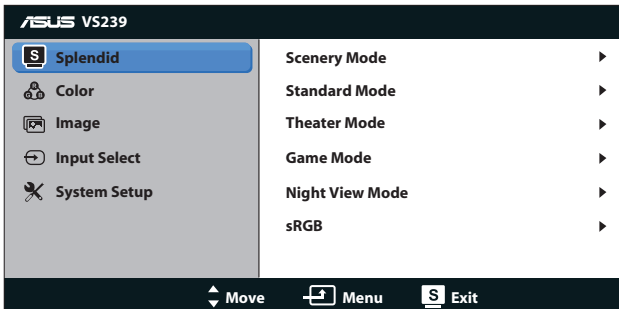 ASUS VS239
S Splendid
Color
Image
Input Select
System Setup
Scenery Mode
Standard Mode
Theater Mode
Game Mode
Night View Mode
sRGB
Move Menu S Exit